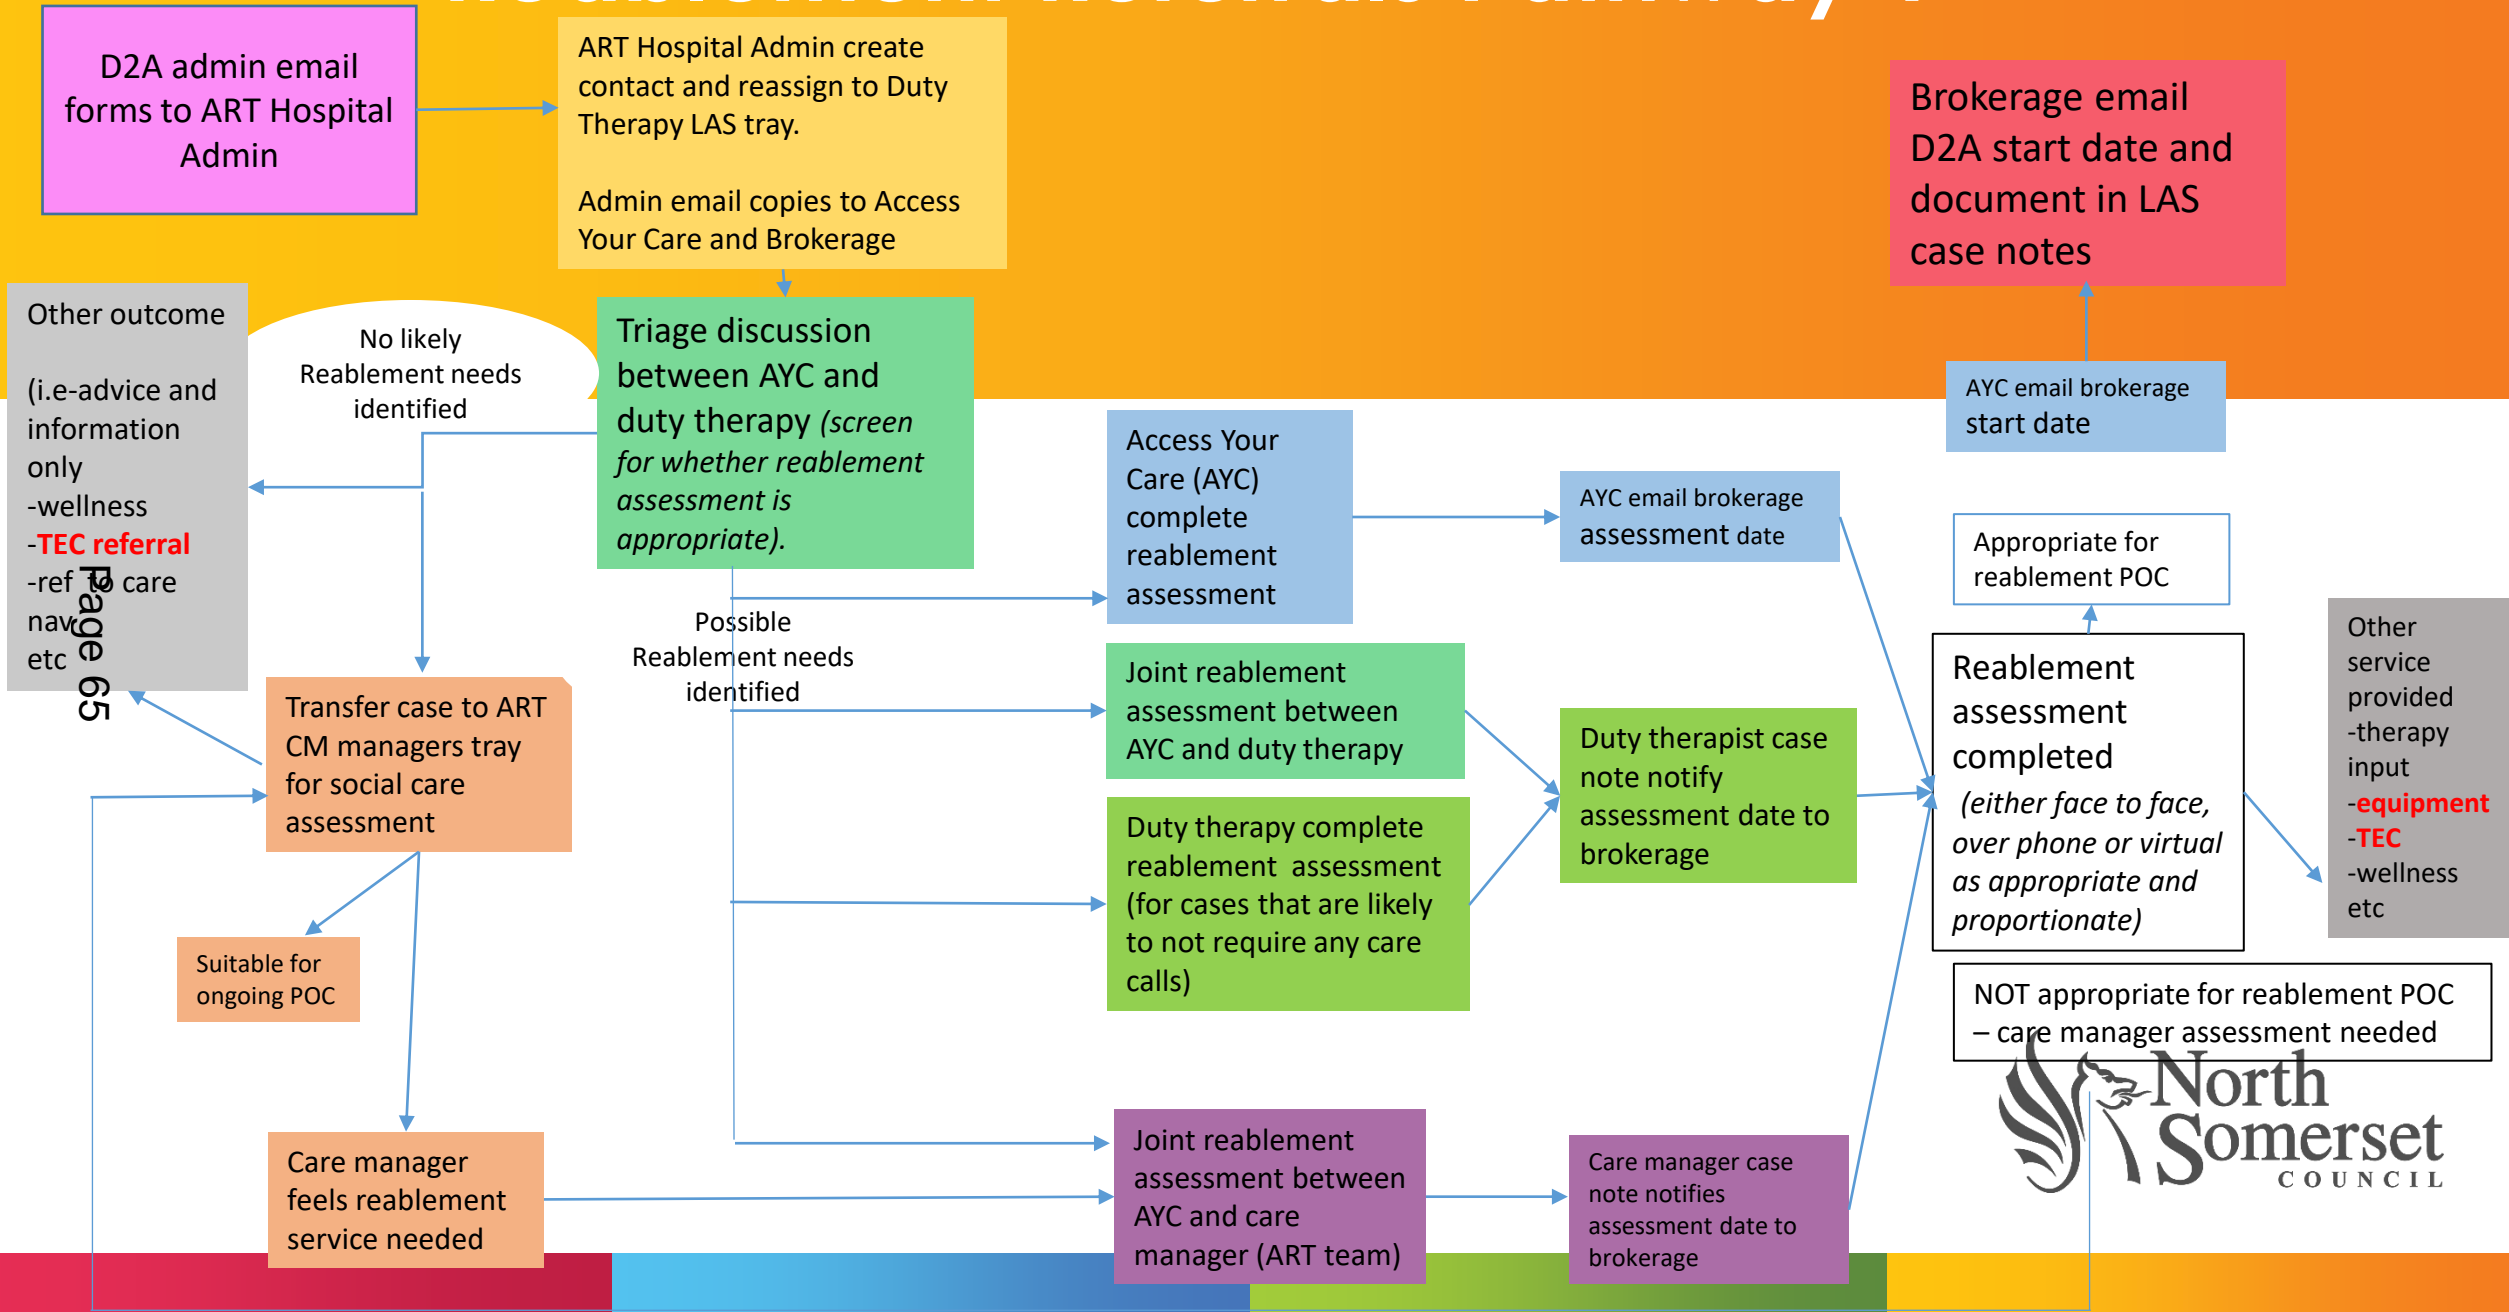 Reablement Referrals Pathway 1
D2A admin email
forms to ART Hospital
Admin
ART Hospital Admin create
contact and reassign to Duty
Therapy LAS tray.
Admin email copies to Access
Your Care and Brokerage
Brokerage email
D2A start date and
document in LAS
case notes
Other outcome
(i.e-advice and
information
only
-wellness
-TEC referral
-ref to care
nav
etc
Page 65
No likely
Reablement needs
identified
Triage discussion
between AYC and
duty therapy (screen
for whether reablement
assessment is
appropriate).
Possible
Reablement needs
identified
Access Your
Care (AYC)
complete
reablement
assessment
AYC email brokerage
assessment date
AYC email brokerage
start date
Appropriate for
reablement POC
Joint reablement
assessment between
AYC and duty therapy
Duty therapy complete
reablement assessment
(for cases that are likely
to not require any care
calls)
Duty therapist case
note notify
assessment date to
brokerage
Reablement
assessment
completed
(either face to face,
over phone or virtual
as appropriate and
proportionate)
Other
service
provided
-therapy
input
-equipment
-TEC
-wellness
etc
NOT appropriate for reablement POC
– care manager assessment needed
Transfer case to ART
CM managers tray
for social care
assessment
Suitable for
ongoing POC
Care manager
feels reablement
service needed
Joint reablement
assessment between
AYC and care
manager (ART team)
Care manager case
note notifies
assessment date to
brokerage
North
Somerset
COUNCIL